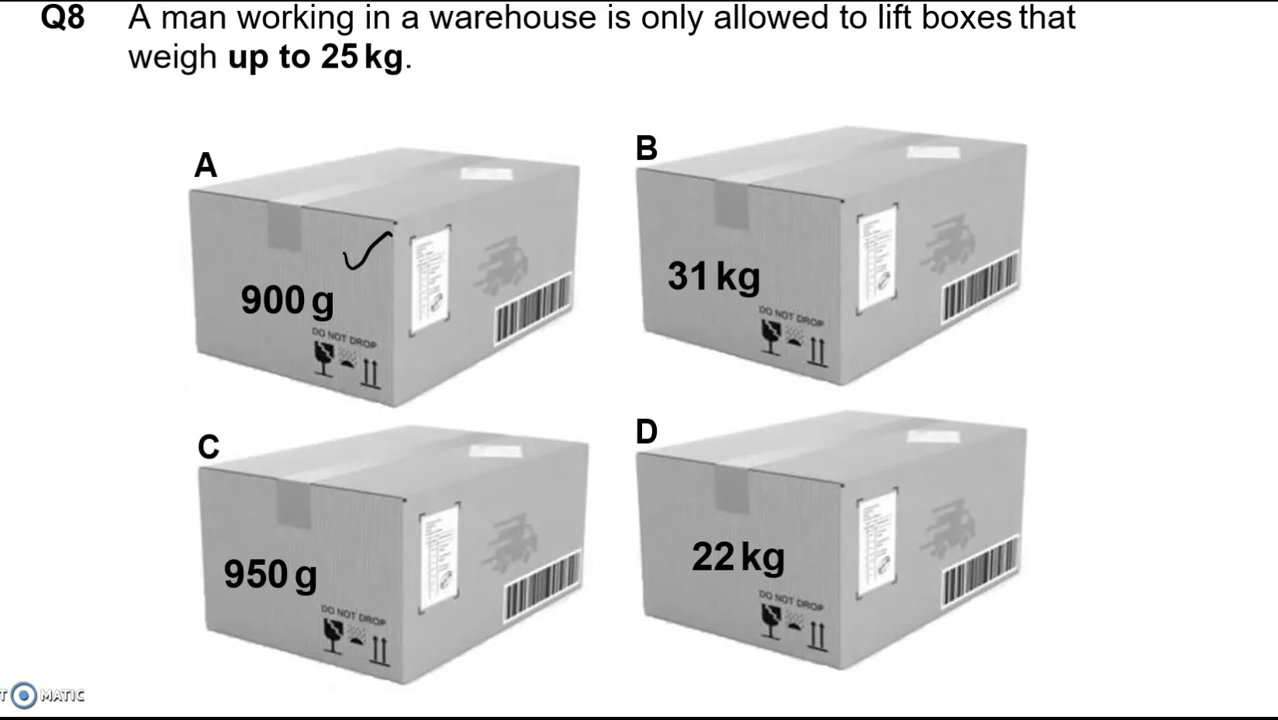 Q8 A man working in a warehouse is only allowed to lift boxes that
weigh up to 25 kg.
A
B
900 g
DO NOT DROP
31 kg
DO NOT DROP
C
D
950 g
DO NOT DROP
22 kg
DO NOT DROP
MATIC